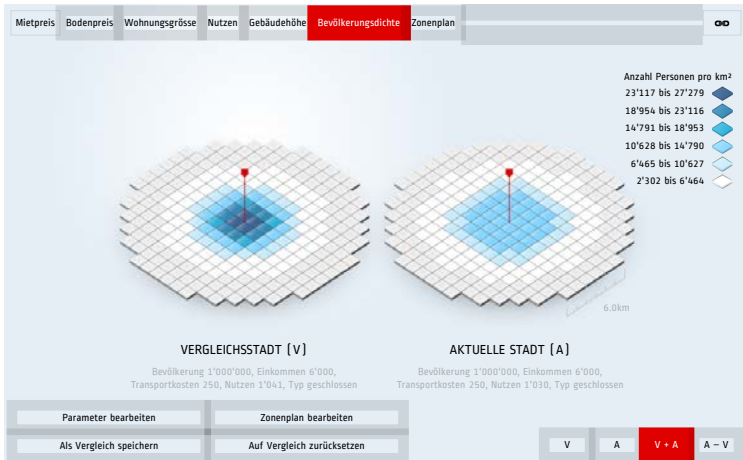 Mietpreis Bodenpreis Wohnungsgrösse Nutzen Gebäudehöhe Bevölkerungsdichte Zonenplan
Anzahl Personen pro km²
23'117 bis 27'279
18'954 bis 23'116
14'791 bis 18'953
10'628 bis 14'790
6'465 bis 10'627
2'302 bis 6'464
6.0km
VERGLEICHSSTADT [V]
Bevölkerung 1'000'000, Einkommen 6'000,
Transportkosten 250, Nutzen 1'041, Typ geschlossen
AKTUELLE STADT [A]
Bevölkerung 1'000'000, Einkommen 6'000,
Transportkosten 250, Nutzen 1'030, Typ geschlossen
Parameter bearbeiten Zonenplan bearbeiten
Als Vergleich speichern Auf Vergleich zurücksetzen
V A V + A A – V